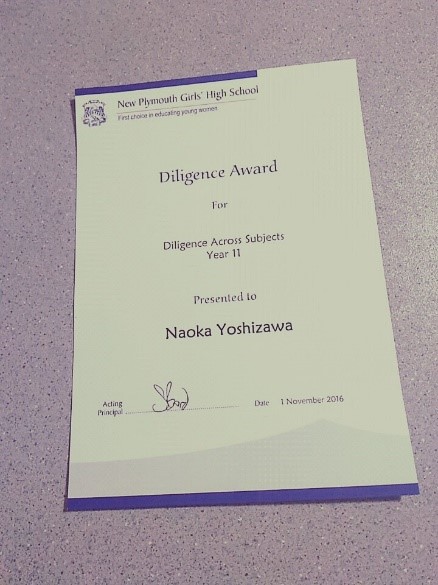 New Plymouth Girls' High School
First choice in educating young women
Diligence Award
For
Diligence Across Subjects
Year 11
Presented to
Naoka Yoshizawa
Acting
Principal
Date 1 November 2016